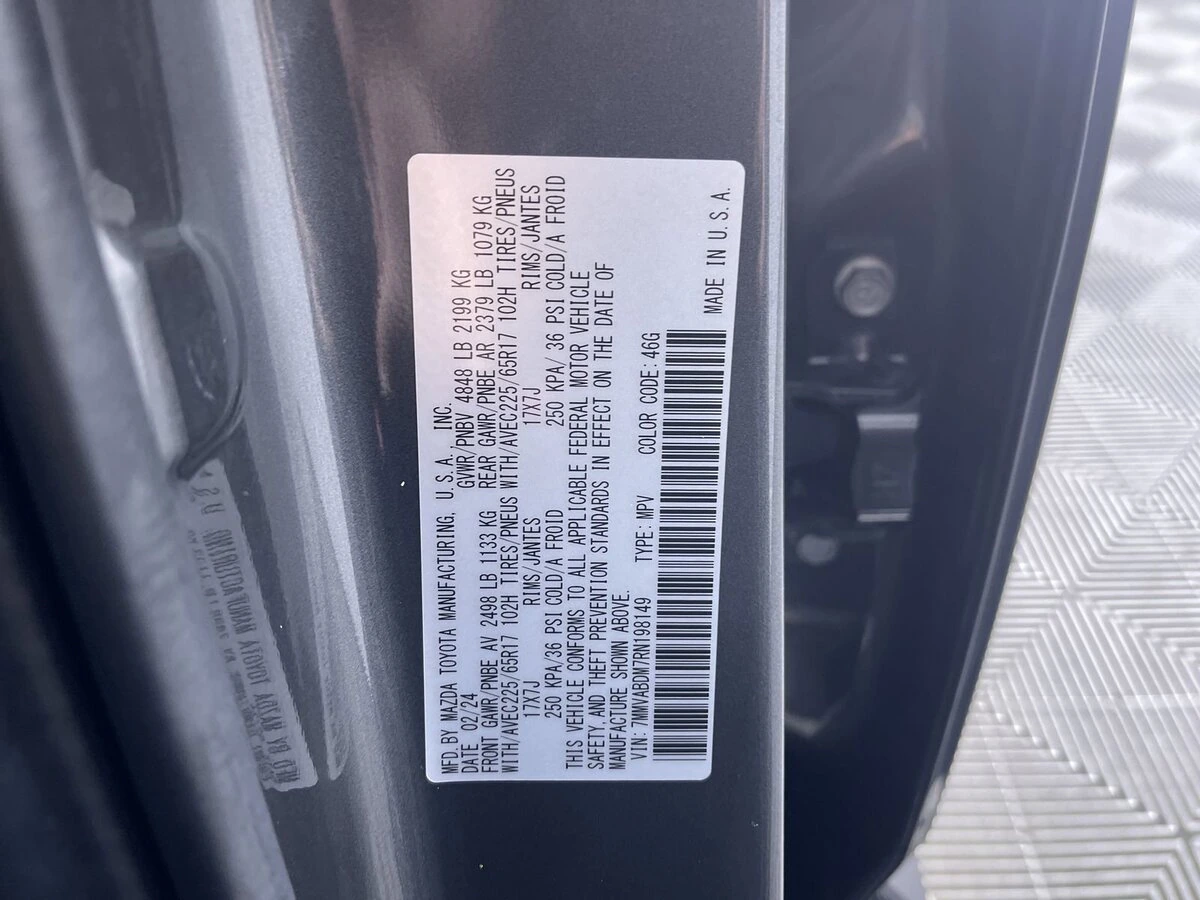 MFD. BY MAZDA TOYOTA MANUFACTURING, U.S.A., INC.
DATE 02/24 GVWR/PNBV 4848 LB 2199 KG
FRONT GAWR/PNBE AV 2498 LB 1133 KG REAR GAWR/PNBE AR 2379 LB 1079 KG
WITH/AVEC225/65R17 102H TIRES/PNEUS WITH/AVEC225/65R17 102H TIRES/PNEUS
17X7J RIMS/JANTES 17X7J RIMS/JANTES
250 KPA/36 PSI COLD/A FROID 250 KPA/ 36 PSI COLD/A FROID
THIS VEHICLE CONFORMS TO ALL APPLICABLE FEDERAL MOTOR VEHICLE
SAFETY, AND THEFT PREVENTION STANDARDS IN EFFECT ON THE DATE OF
MANUFACTURE SHOWN ABOVE.
VIN: 7MMVABDM7RN198149 TYPE: MPV COLOR CODE: 46G
MADE IN U.S.A.